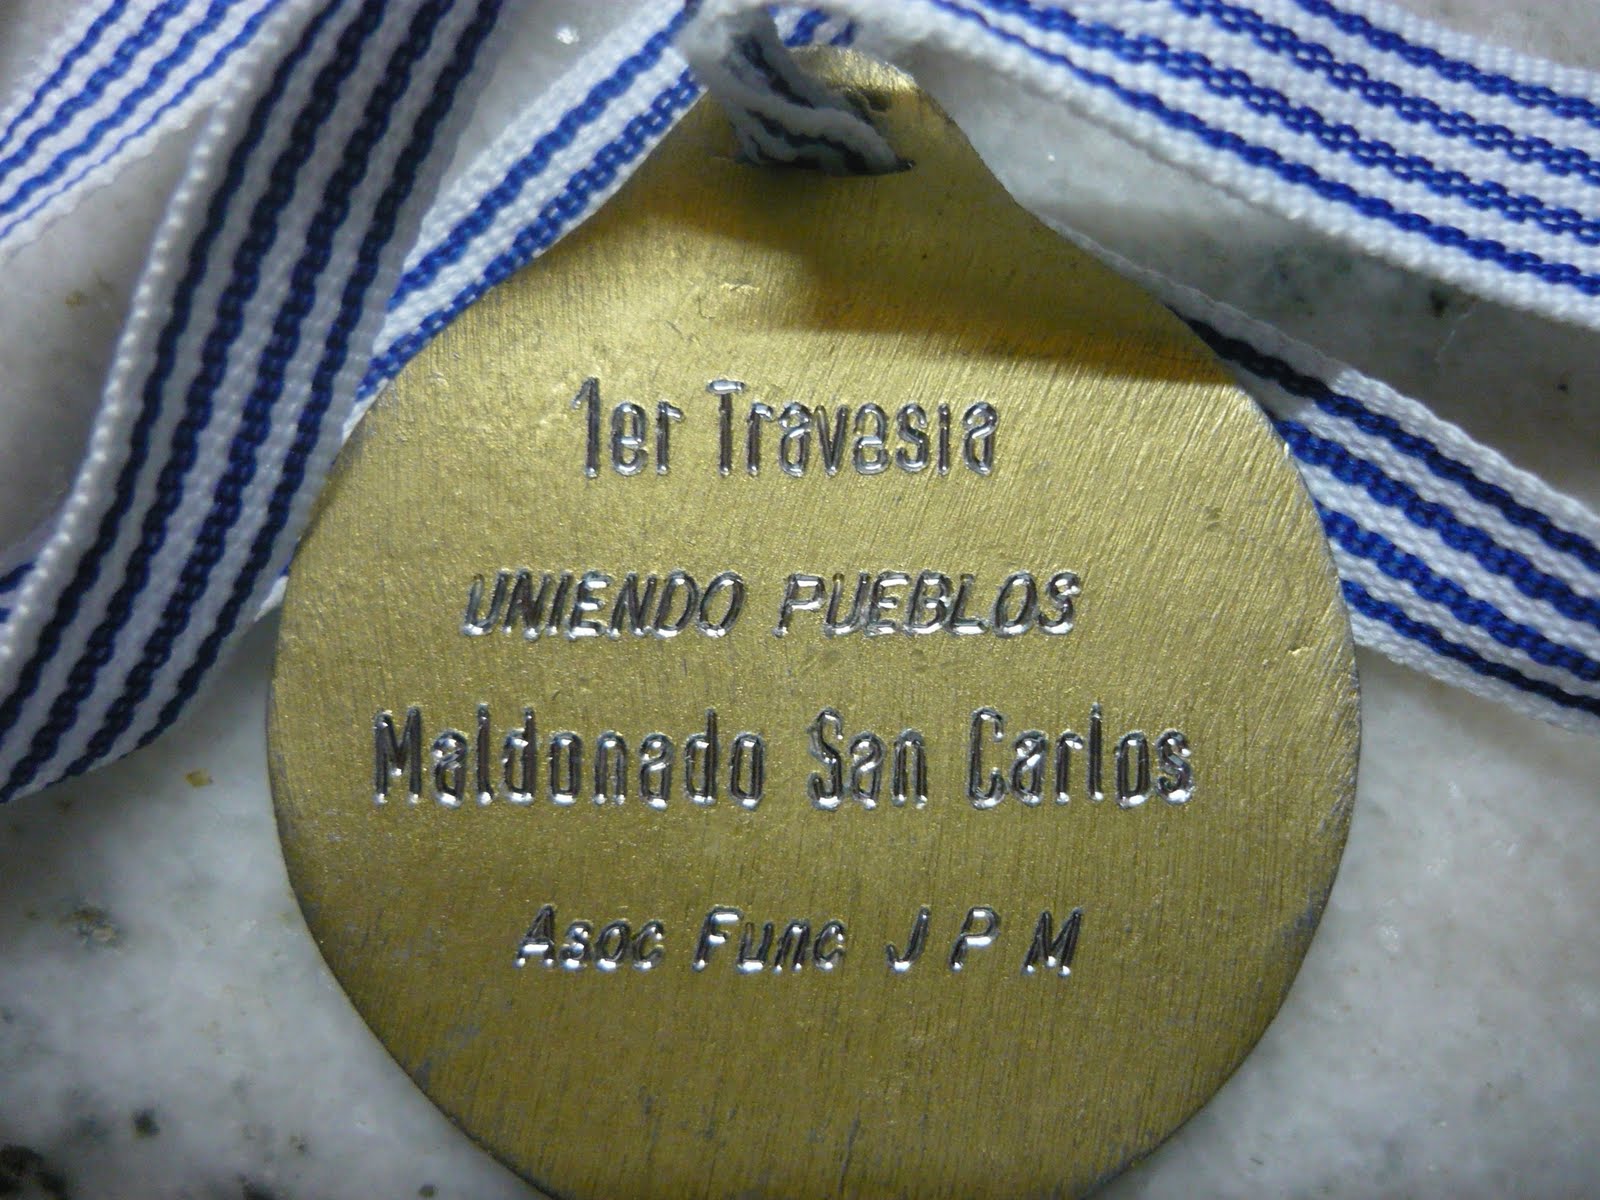 1er Travesia
UNIENDO PUEBLOS
Maldonado San Carlos
Asoc Func J P M